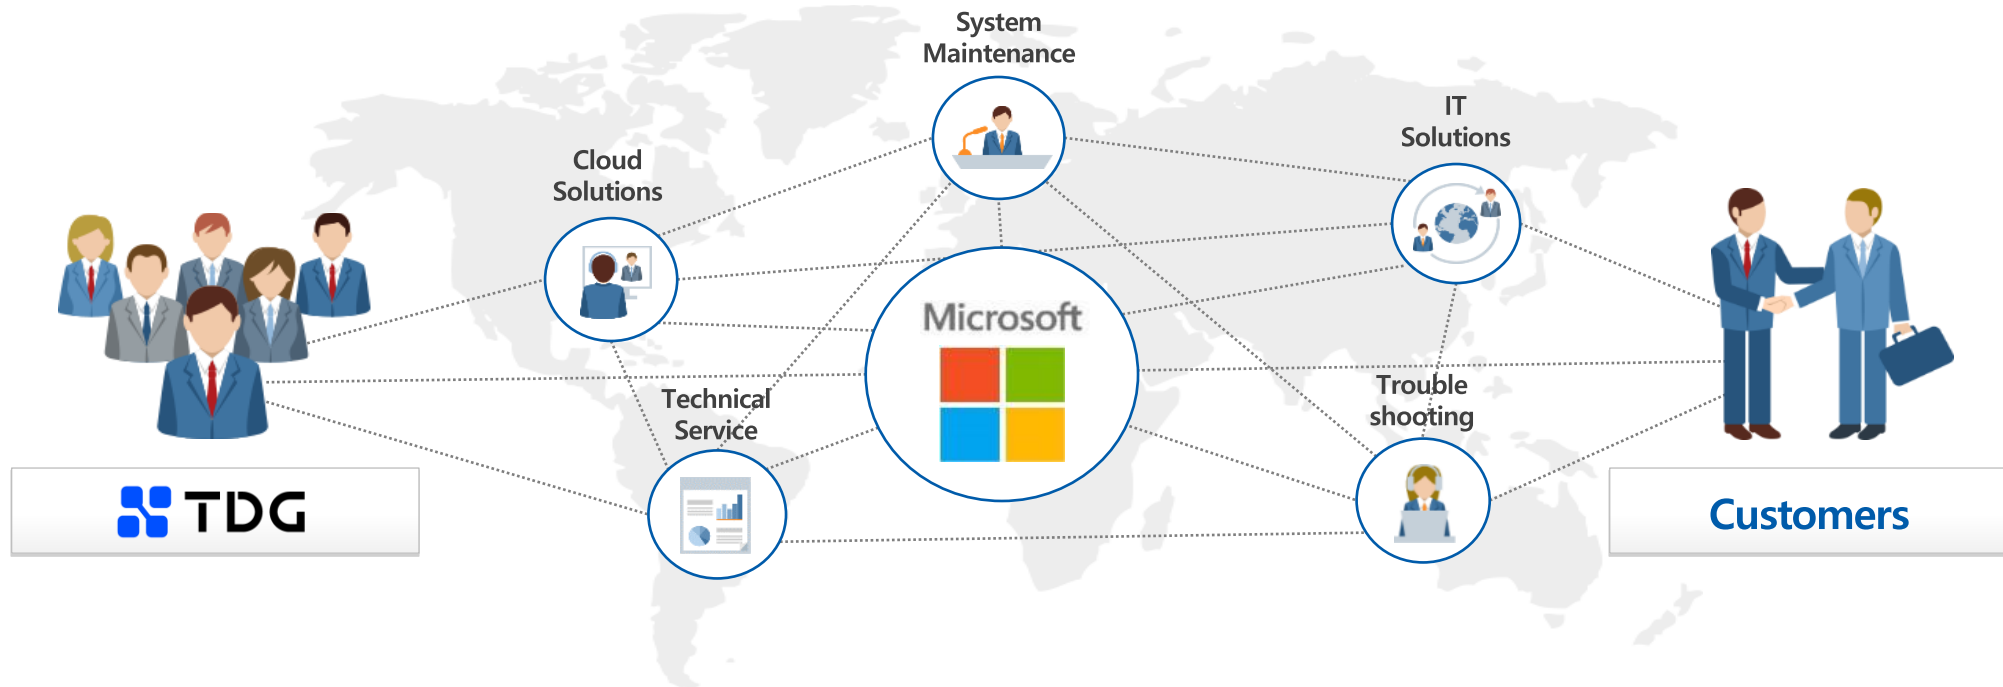 System
Maintenance
IT
Solutions
Cloud
Solutions
Microsoft
Technical
Service
Trouble
shooting
TDG
Customers